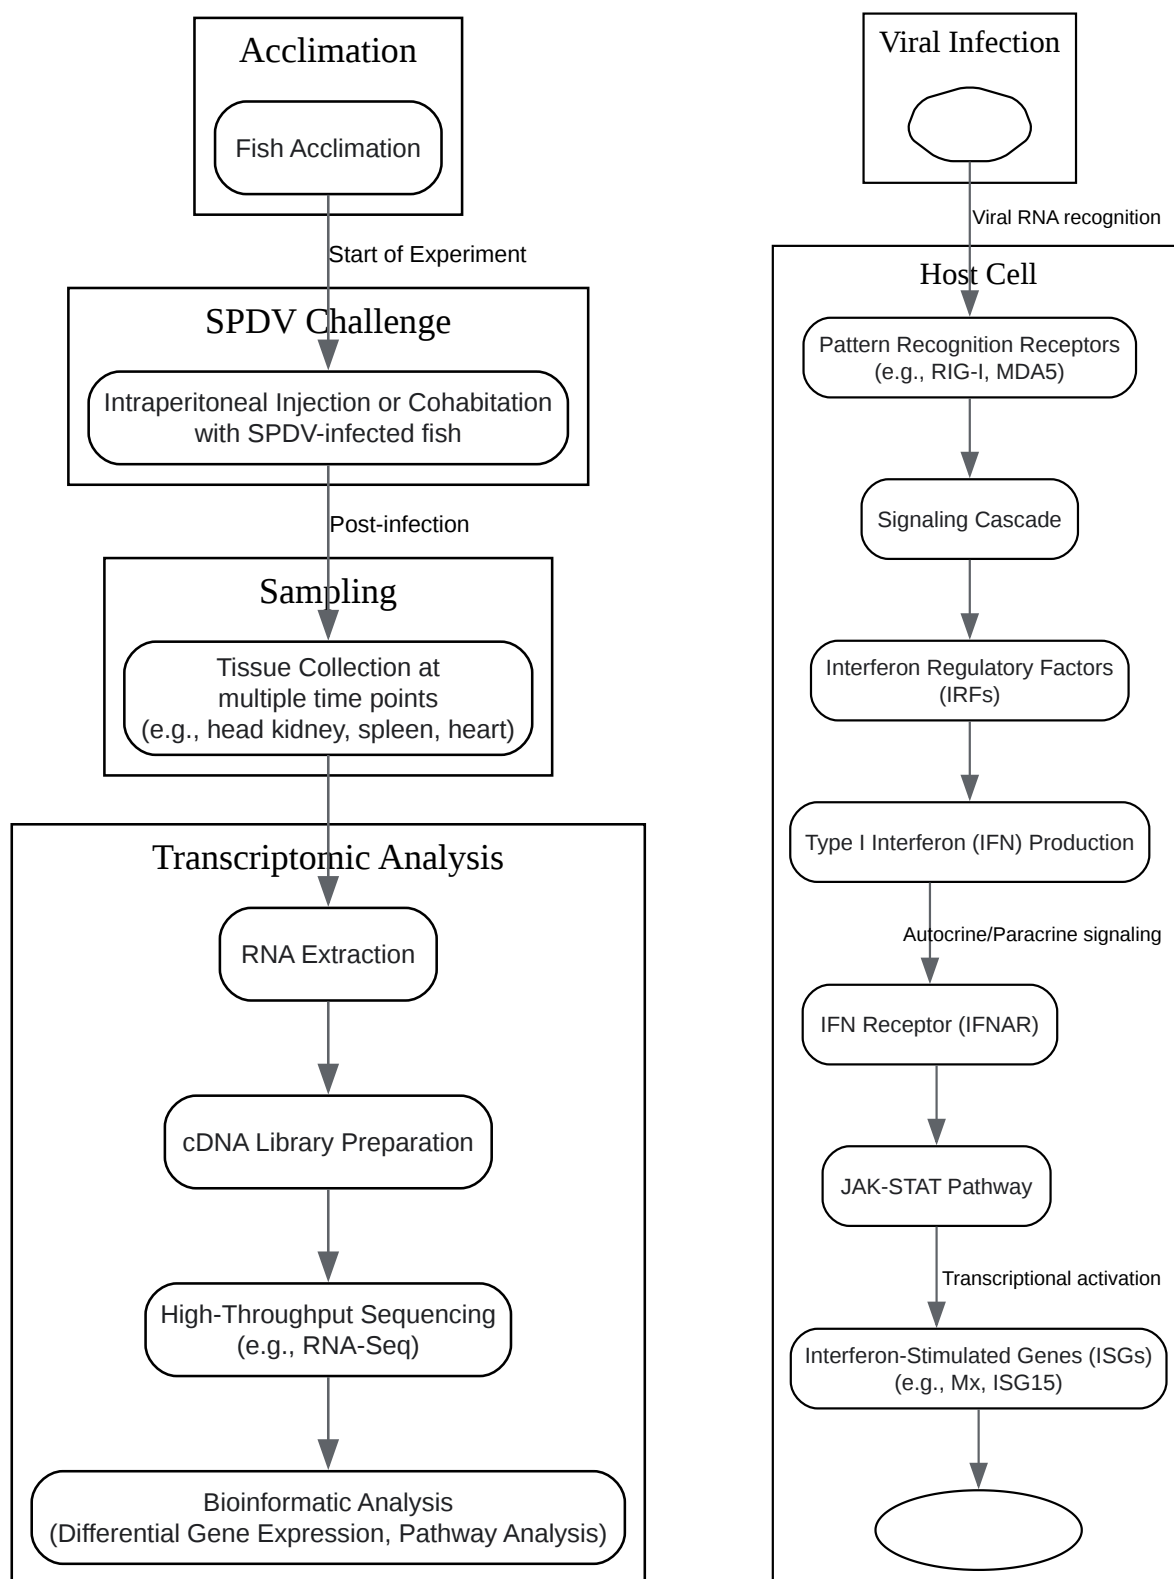 Acclimation
Fish Acclimation
Start of Experiment
SPDV Challenge
Intraperitoneal Injection or Cohabitation
with SPDV-infected fish
Post-infection
Sampling
Tissue Collection at
multiple time points
(e.g., head kidney, spleen, heart)
Transcriptomic Analysis
RNA Extraction
cDNA Library Preparation
High-Throughput Sequencing
(e.g., RNA-Seq)
Bioinformatic Analysis
(Differential Gene Expression, Pathway Analysis)
Viral Infection
Viral RNA recognition
Host Cell
Pattern Recognition Receptors
(e.g., RIG-I, MDA5)
Signaling Cascade
Interferon Regulatory Factors
(IRFs)
Type I Interferon (IFN) Production
Autocrine/Paracrine signaling
IFN Receptor (IFNAR)
JAK-STAT Pathway
Transcriptional activation
Interferon-Stimulated Genes (ISGs)
(e.g., Mx, ISG15)